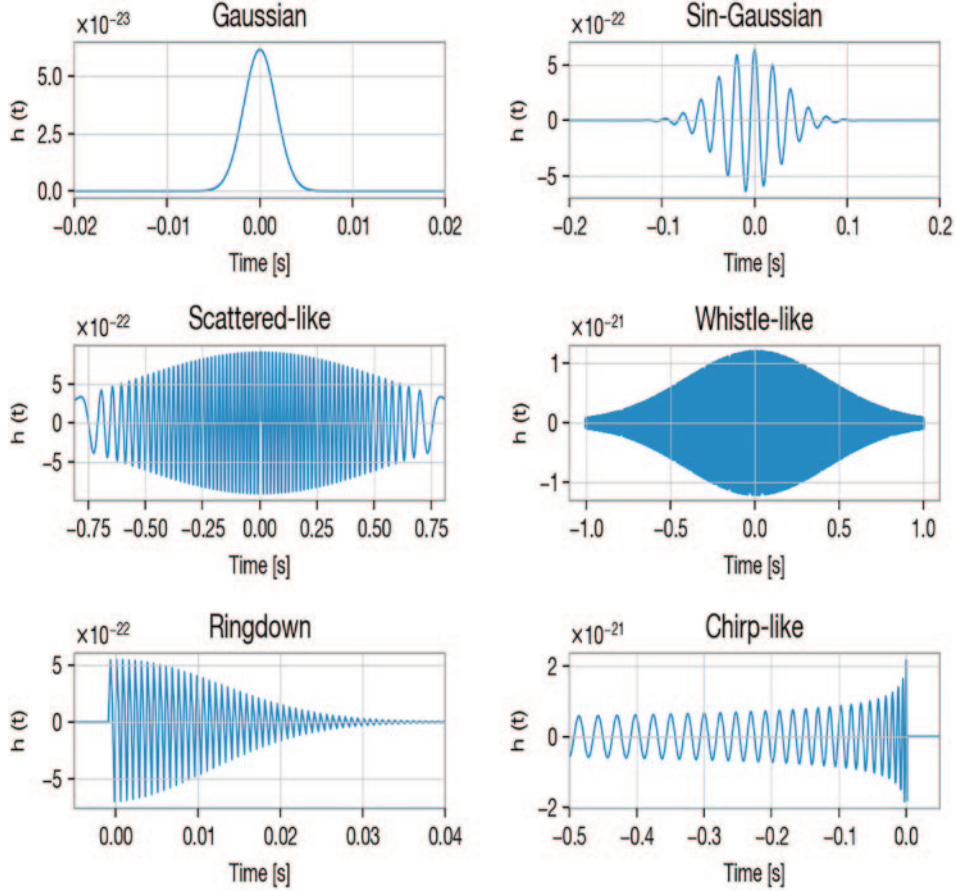 Gaussian
×10⁻²³
5.0
2.5
0.0
h (t)
−0.02 −0.01 0.00 0.01 0.02
Time [s]
Sin-Gaussian
×10⁻²²
5
0
−5
h (t)
−0.2 −0.1 0.0 0.1 0.2
Time [s]
Scattered-like
×10⁻²²
5
0
−5
h (t)
−0.75 −0.50 −0.25 0.00 0.25 0.50 0.75
Time [s]
Whistle-like
×10⁻²¹
1
0
−1
h (t)
−1.0 −0.5 0.0 0.5 1.0
Time [s]
Ringdown
×10⁻²²
5
0
−5
h (t)
0.00 0.01 0.02 0.03 0.04
Time [s]
Chirp-like
×10⁻²¹
2
0
−2
h (t)
−0.5 −0.4 −0.3 −0.2 −0.1 0.0
Time [s]